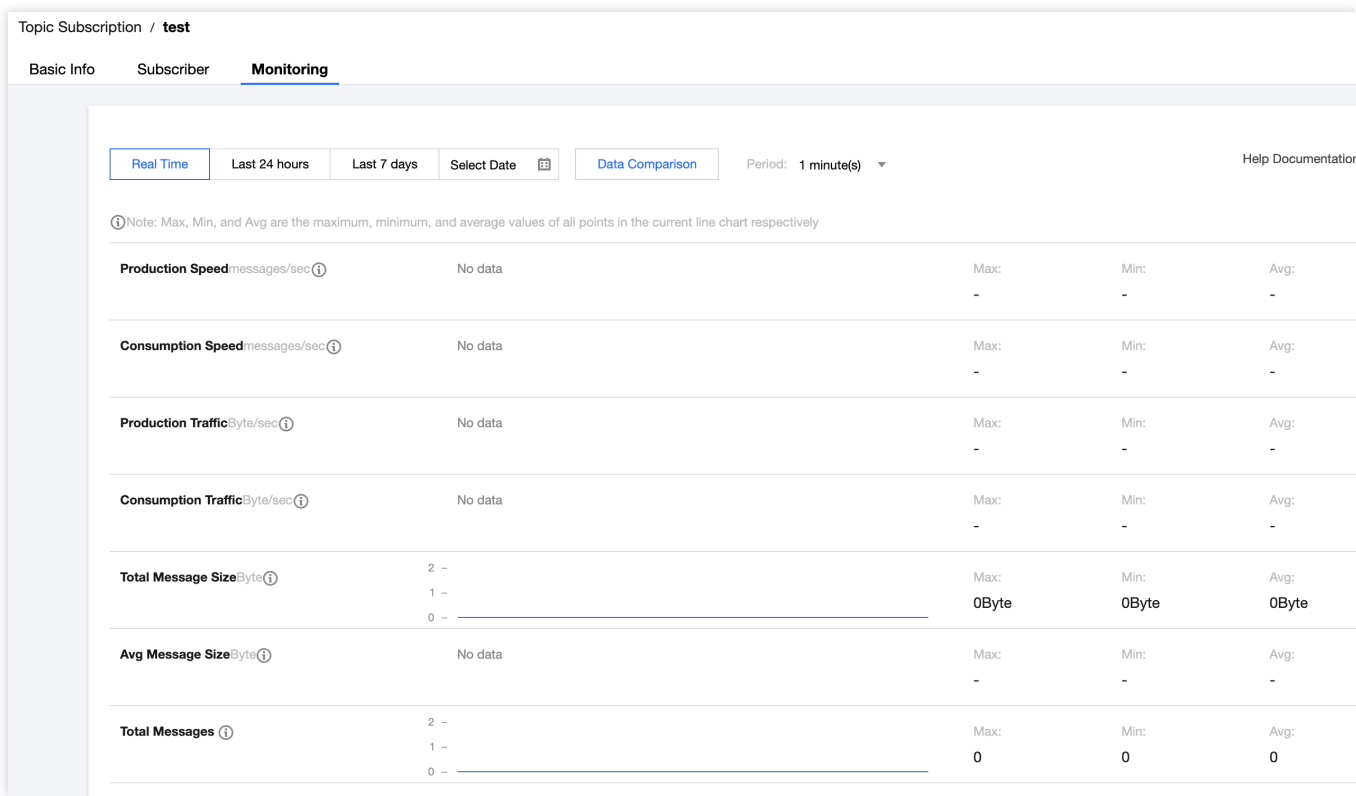 Topic Subscription / test
Basic Info Subscriber Monitoring
Real Time Last 24 hours Last 7 days Select Date Data Comparison Period: 1 minute(s) Help Documentation
Note: Max, Min, and Avg are the maximum, minimum, and average values of all points in the current line chart respectively
Production Speedmessages/sec No data Max: Min: Avg:
- - -
Consumption Speedmessages/sec No data Max: Min: Avg:
- - -
Production TrafficByte/sec No data Max: Min: Avg:
- - -
Consumption TrafficByte/sec No data Max: Min: Avg:
- - -
2 –
Total Message SizeByte Max: Min: Avg:
1 –
0Byte 0Byte 0Byte
0 –
Avg Message SizeByte No data Max: Min: Avg:
- - -
2 –
Total Messages Max: Min: Avg:
1 –
0 0 0
0 –